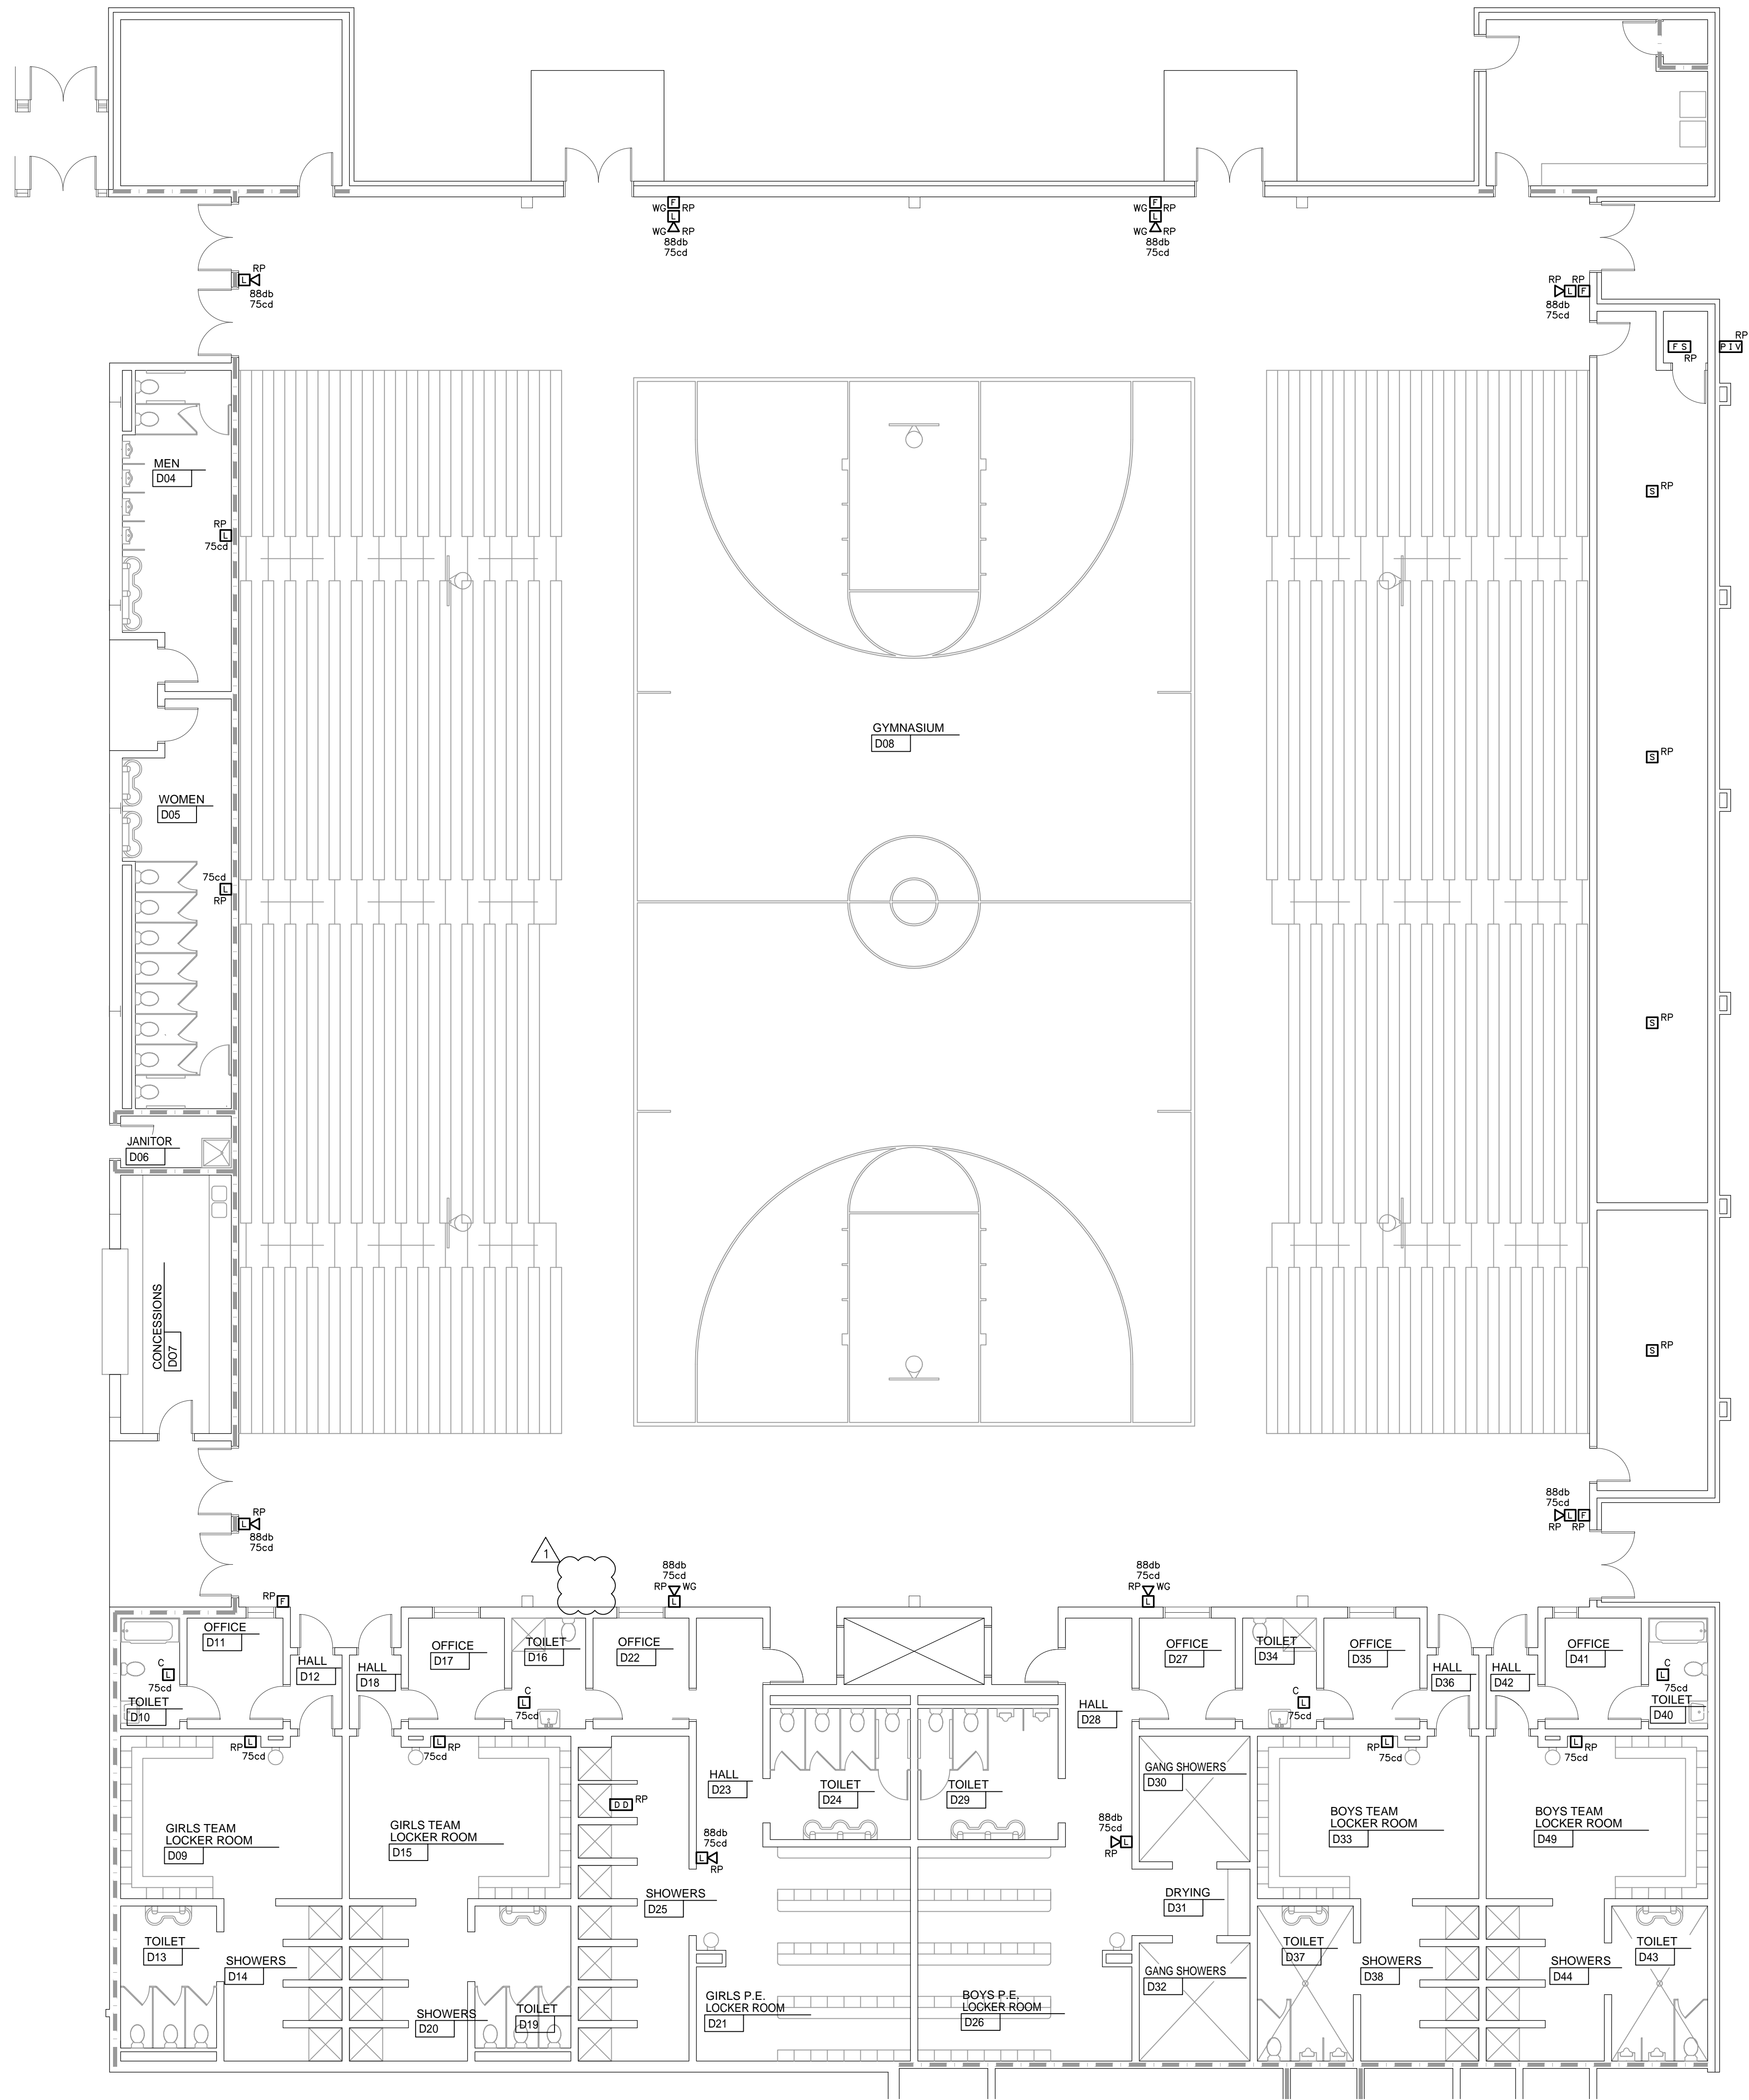 F
WG RP
L
WG RP
88db
75cd
F
WG RP
L
WG RP
88db
75cd
RP
L
88db
75cd
RP RP
L F
88db
75cd
RP
FS
RP
PIV
MEN
D04
S RP
RP
L
75cd
GYMNASIUM
D08
S RP
WOMEN
D05
75cd
L
RP
S RP
JANITOR
D06
CONCESSIONS
DO7
S RP
RP
L
88db
75cd
88db
75cd
L F
RP RP
1
88db
75cd
RP WG
L
88db
75cd
RP WG
L
RP F
OFFICE
D11
HALL
D12
HALL
D18
OFFICE
D17
TOILET
D16
OFFICE
D22
OFFICE
D27
TOILET
D34
OFFICE
D35
HALL
D36
HALL
D42
OFFICE
D41
C
L
75cd
TOILET
D10
C
L
75cd
C
L
75cd
C
L
75cd
TOILET
D40
HALL
D28
RP L
75cd
L RP
75cd
RP L
75cd
L RP
75cd
HALL
D23
TOILET
D24
TOILET
D29
GANG SHOWERS
D30
DD RP
GIRLS TEAM
LOCKER ROOM
D09
GIRLS TEAM
LOCKER ROOM
D15
88db
75cd
L
RP
88db
75cd
L
RP
BOYS TEAM
LOCKER ROOM
D33
BOYS TEAM
LOCKER ROOM
D49
SHOWERS
D25
DRYING
D31
TOILET
D13
SHOWERS
D14
SHOWERS
D20
TOILET
D19
GIRLS P.E.
LOCKER ROOM
D21
BOYS P.E.
LOCKER ROOM
D26
GANG SHOWERS
D32
TOILET
D37
SHOWERS
D38
SHOWERS
D44
TOILET
D43